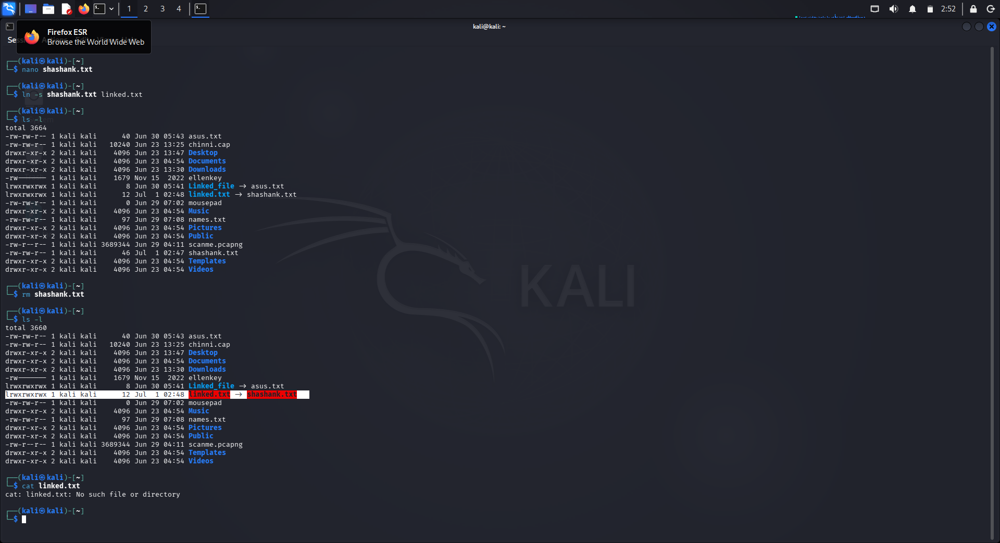 1 2 3 4 2:52
kali@kali: ~
Firefox ESR
Browse the World Wide Web
┌──(kali㉿kali)-[~]
└─$ nano shashank.txt
┌──(kali㉿kali)-[~]
└─$ ln -s shashank.txt linked.txt
┌──(kali㉿kali)-[~]
└─$ ls -l
total 3664
-rw-rw-r-- 1 kali kali      40 Jun 30 05:43 asus.txt
-rw-rw-r-- 1 kali kali   10240 Jun 23 13:25 chinni.cap
drwxr-xr-x 2 kali kali    4096 Jun 23 13:47 Desktop
drwxr-xr-x 2 kali kali    4096 Jun 23 04:54 Documents
drwxr-xr-x 2 kali kali    4096 Jun 23 13:30 Downloads
-rw------- 1 kali kali    1679 Nov 15  2022 ellenkey
lrwxrwxrwx 1 kali kali       8 Jun 30 05:41 Linked_file -> asus.txt
lrwxrwxrwx 1 kali kali      12 Jul  1 02:48 linked.txt -> shashank.txt
-rw-rw-r-- 1 kali kali       0 Jun 29 07:02 mousepad
drwxr-xr-x 2 kali kali    4096 Jun 23 04:54 Music
-rw-rw-r-- 1 kali kali      97 Jun 29 07:08 names.txt
drwxr-xr-x 2 kali kali    4096 Jun 23 04:54 Pictures
drwxr-xr-x 2 kali kali    4096 Jun 23 04:54 Public
-rw-r--r-- 1 kali kali 3689344 Jun 29 04:11 scanme.pcapng
-rw-rw-r-- 1 kali kali      46 Jul  1 02:47 shashank.txt
drwxr-xr-x 2 kali kali    4096 Jun 23 04:54 Templates
drwxr-xr-x 2 kali kali    4096 Jun 23 04:54 Videos
KALI
┌──(kali㉿kali)-[~]
└─$ rm shashank.txt
┌──(kali㉿kali)-[~]
└─$ ls -l
total 3660
-rw-rw-r-- 1 kali kali      40 Jun 30 05:43 asus.txt
-rw-rw-r-- 1 kali kali   10240 Jun 23 13:25 chinni.cap
drwxr-xr-x 2 kali kali    4096 Jun 23 13:47 Desktop
drwxr-xr-x 2 kali kali    4096 Jun 23 04:54 Documents
drwxr-xr-x 2 kali kali    4096 Jun 23 13:30 Downloads
-rw------- 1 kali kali    1679 Nov 15  2022 ellenkey
lrwxrwxrwx 1 kali kali       8 Jun 30 05:41 Linked_file -> asus.txt
lrwxrwxrwx 1 kali kali      12 Jul  1 02:48 linked.txt -> shashank.txt
-rw-rw-r-- 1 kali kali       0 Jun 29 07:02 mousepad
drwxr-xr-x 2 kali kali    4096 Jun 23 04:54 Music
-rw-rw-r-- 1 kali kali      97 Jun 29 07:08 names.txt
drwxr-xr-x 2 kali kali    4096 Jun 23 04:54 Pictures
drwxr-xr-x 2 kali kali    4096 Jun 23 04:54 Public
-rw-r--r-- 1 kali kali 3689344 Jun 29 04:11 scanme.pcapng
drwxr-xr-x 2 kali kali    4096 Jun 23 04:54 Templates
drwxr-xr-x 2 kali kali    4096 Jun 23 04:54 Videos
┌──(kali㉿kali)-[~]
└─$ cat linked.txt
cat: linked.txt: No such file or directory
┌──(kali㉿kali)-[~]
└─$